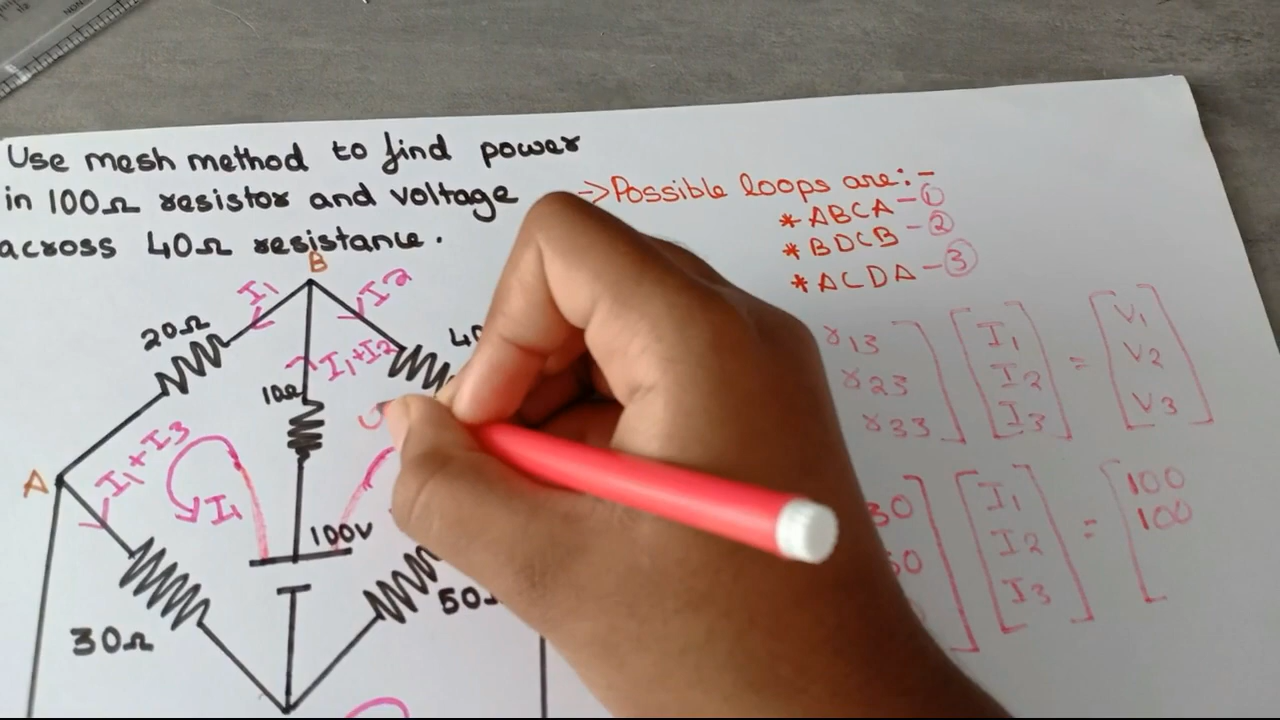 Use mesh method to find power
in 100Ω resistor and voltage
across 40Ω resistance.
->Possible loops are:-
*ABCA-①
*BDCB-②
*ACDA-③
B
I1
I2
20Ω
I1+I2
10Ω
A
I1+I3
I1
100V
30Ω
r13
r23
r33
I1
I2
I3
=
V1
V2
V3
I1
I2
I3
=
100
100